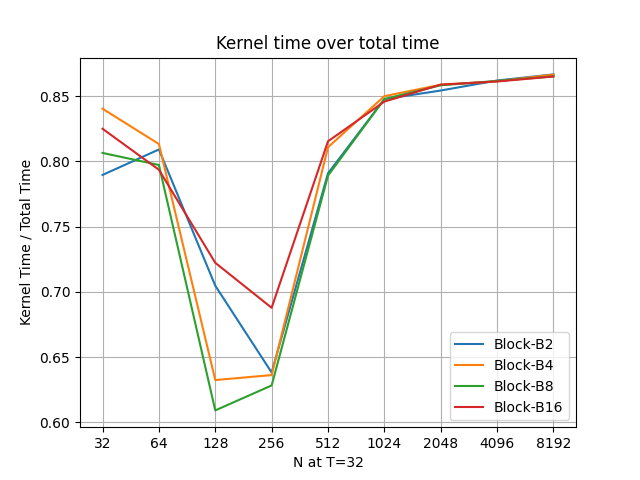 Kernel time over total time
Kernel Time / Total Time
0.85
0.80
0.75
0.70
0.65
0.60
Block-B2
Block-B4
Block-B8
Block-B16
32 64 128 256 512 1024 2048 4096 8192
N at T=32